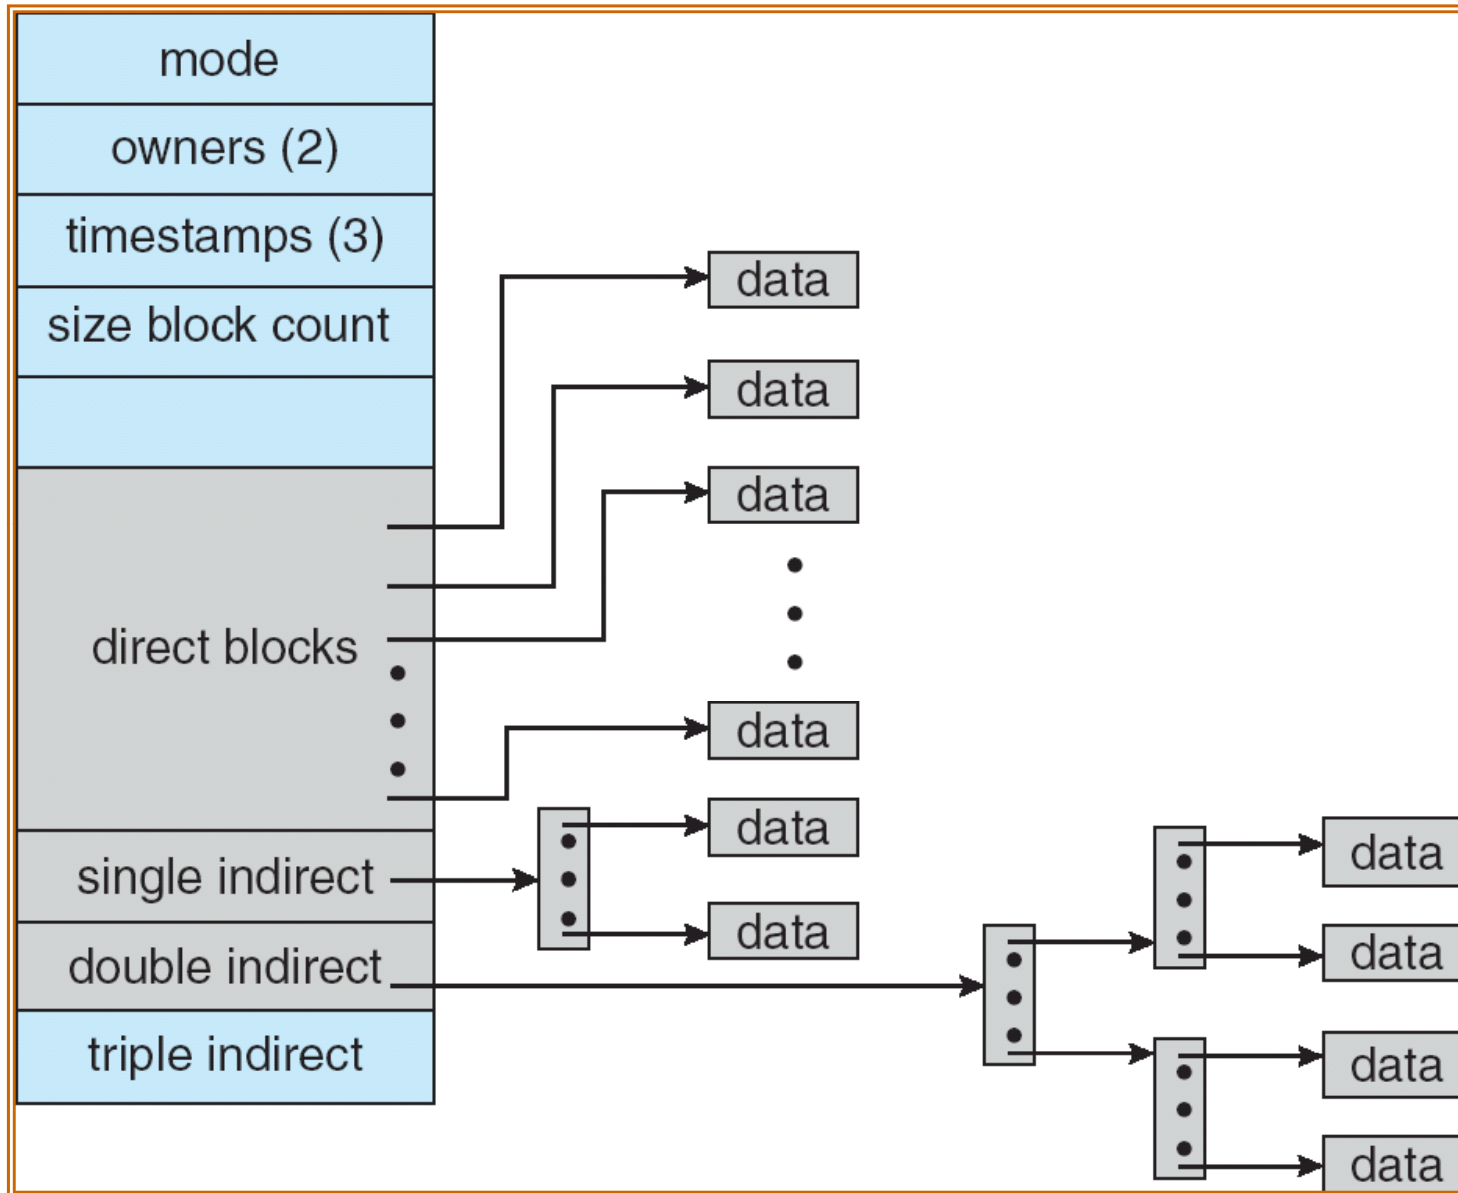 mode
owners (2)
timestamps (3)
size block count
direct blocks
single indirect
double indirect
triple indirect
data
data
data
data
data
data
data
data
data
data